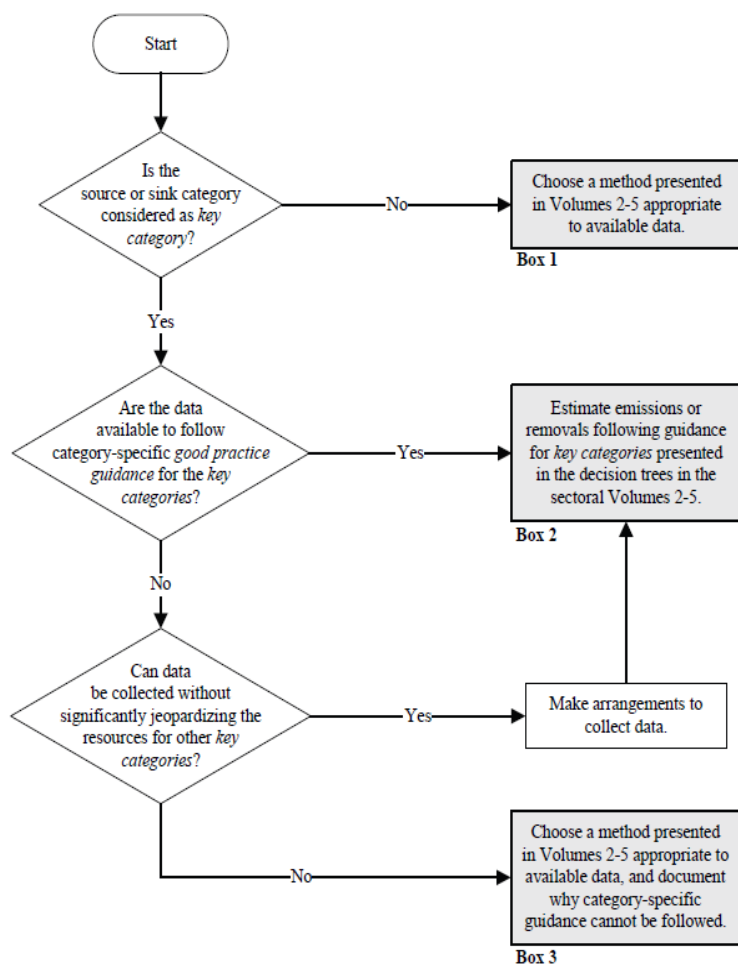 Start
Is the
source or sink category
considered as key
category?
No
Choose a method presented
in Volumes 2-5 appropriate
to available data.
Box 1
Yes
Are the data
available to follow
category-specific good practice
guidance for the key
categories?
Yes
Estimate emissions or
removals following guidance
for key categories presented
in the decision trees in the
sectoral Volumes 2-5.
Box 2
No
Can data
be collected without
significantly jeopardizing the
resources for other key
categories?
Yes
Make arrangements to
collect data.
No
Choose a method presented
in Volumes 2-5 appropriate to
available data, and document
why category-specific
guidance cannot be followed.
Box 3